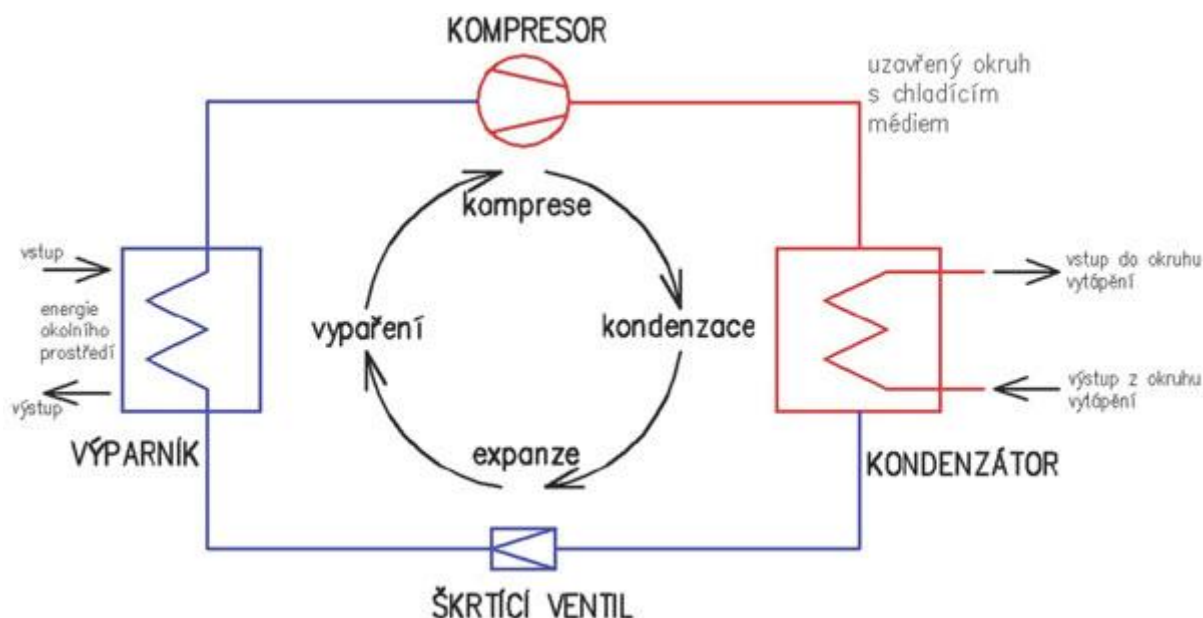 KOMPRESOR
uzavřený okruh
s chladícím
médiem
komprese
vstup
energie
okolního
prostředí
výstup
vypaření
kondenzace
vstup do okruhu
vytápění
výstup z okruhu
vytápění
VÝPARNÍK
expanze
KONDENZÁTOR
ŠKRTÍCÍ VENTIL